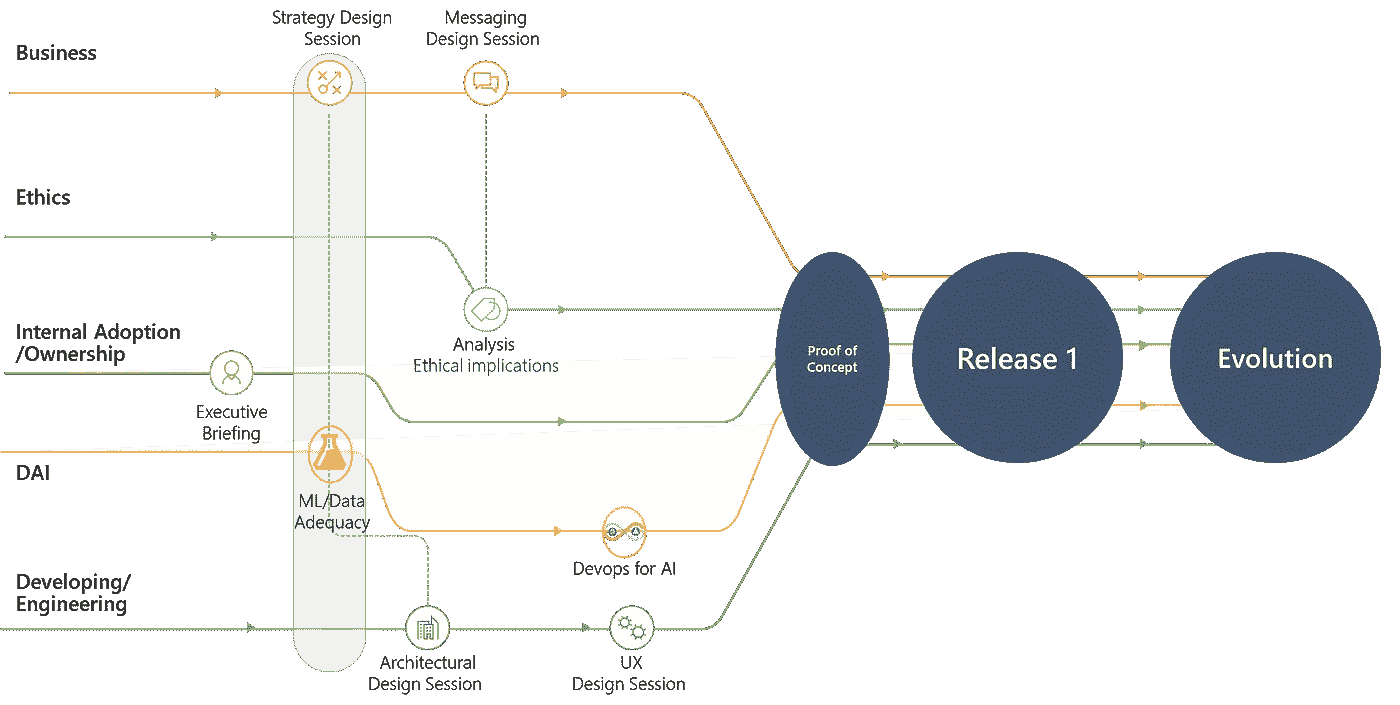 Strategy Design
Session
Messaging
Design Session
Business
Ethics
Internal Adoption
/Ownership
Analysis
Ethical implications
Executive
Briefing
Proof of
Concept
Release 1
Evolution
DAI
ML/Data
Adequacy
Devops for AI
Developing/
Engineering
Architectural
Design Session
UX
Design Session